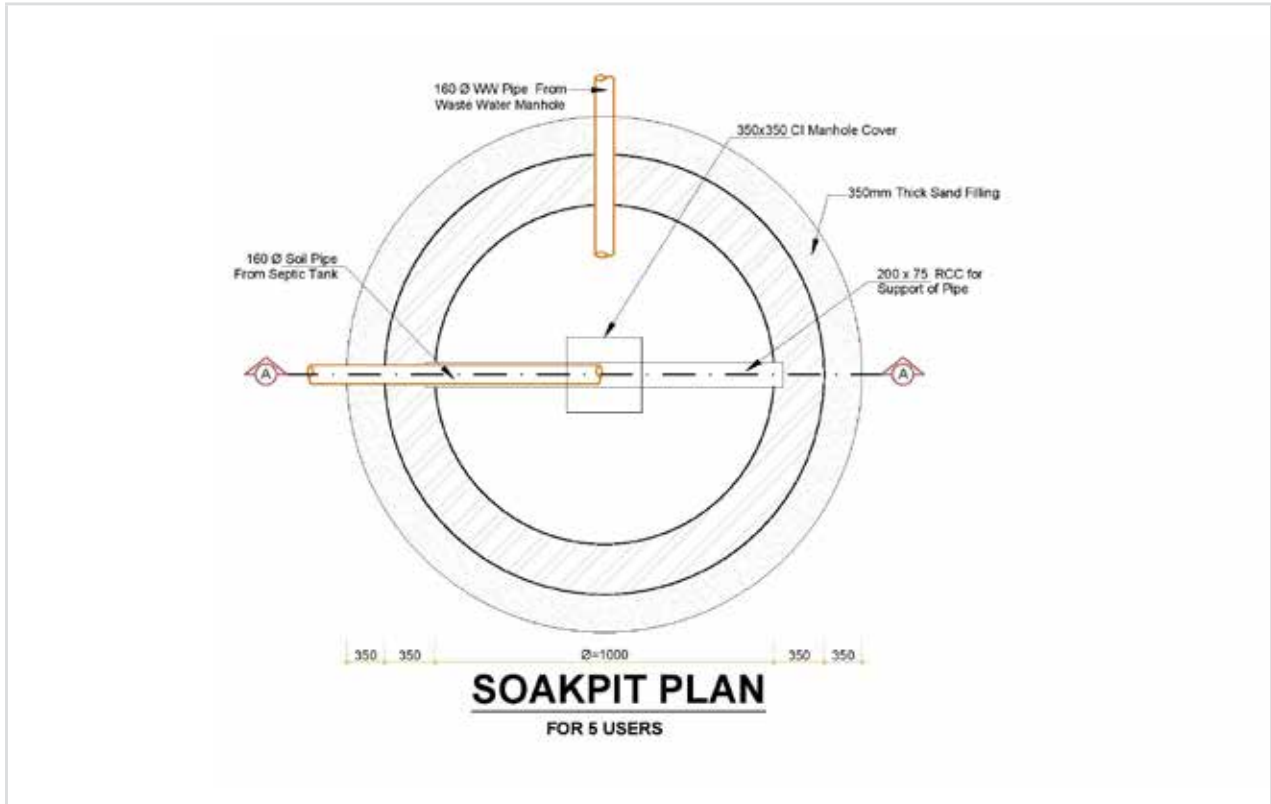 160 Ø WW Pipe From
Waste Water Manhole
350x350 CI Manhole Cover
350mm Thick Sand Filling
160 Ø Soil Pipe
From Septic Tank
200 x 75 RCC for
Support of Pipe
A
A
350 350 Ø=1000 350 350
SOAKPIT PLAN
FOR 5 USERS